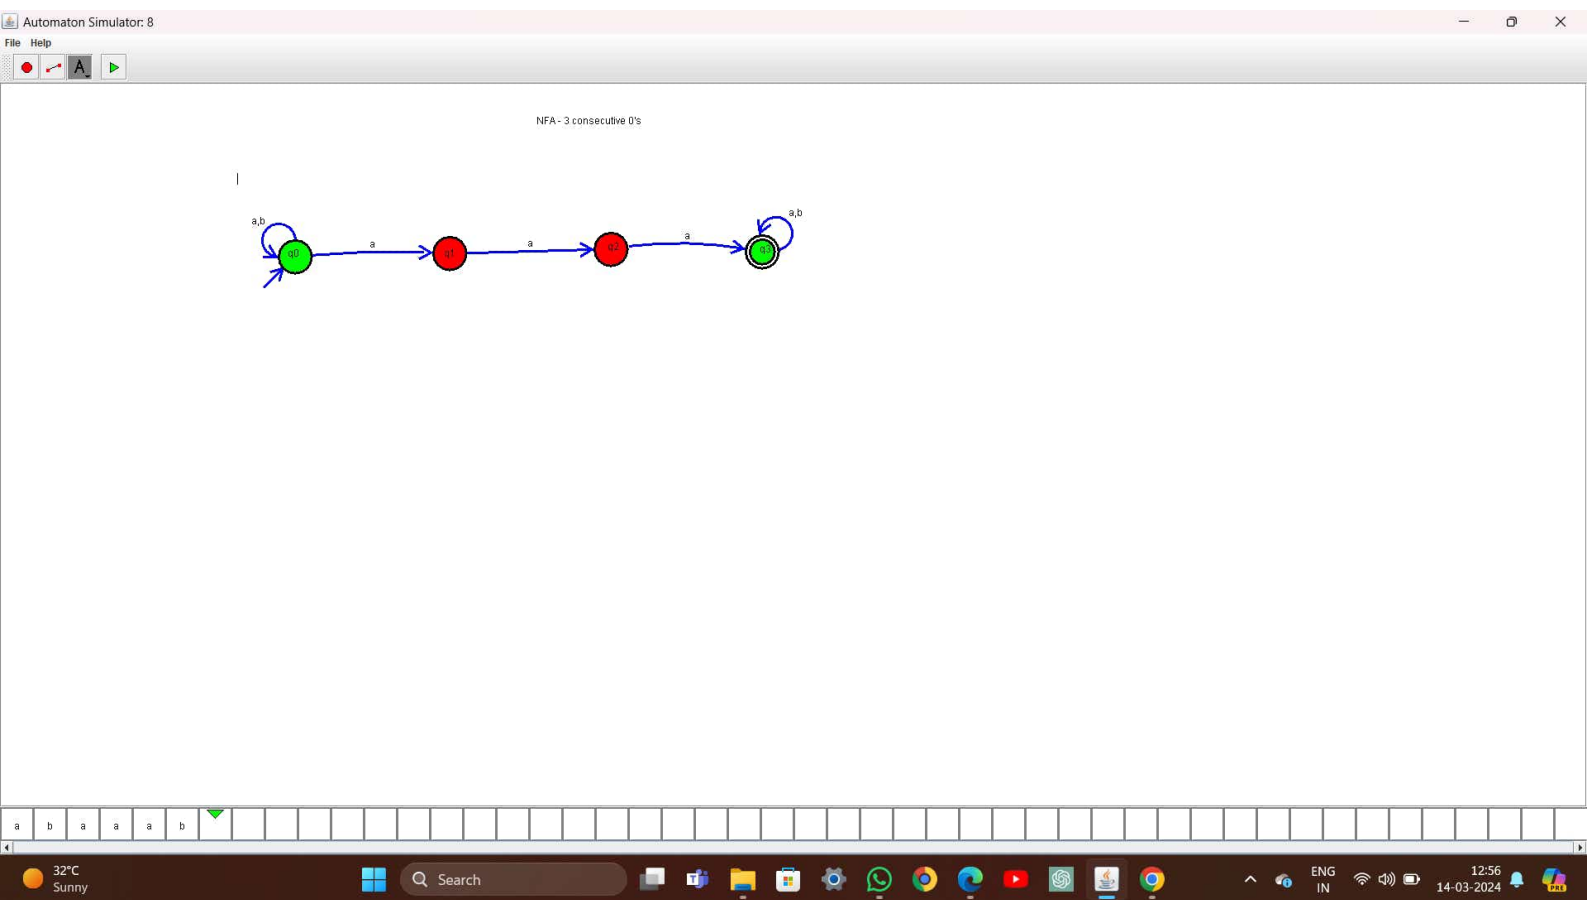 Automaton Simulator: 8
File Help
A
NFA - 3 consecutive 0's
a,b
a,b
a
a
a
q0
q1
q2
q3
a b a a a b
32°C
Sunny
Search
ENG
IN
12:56
14-03-2024
PRE